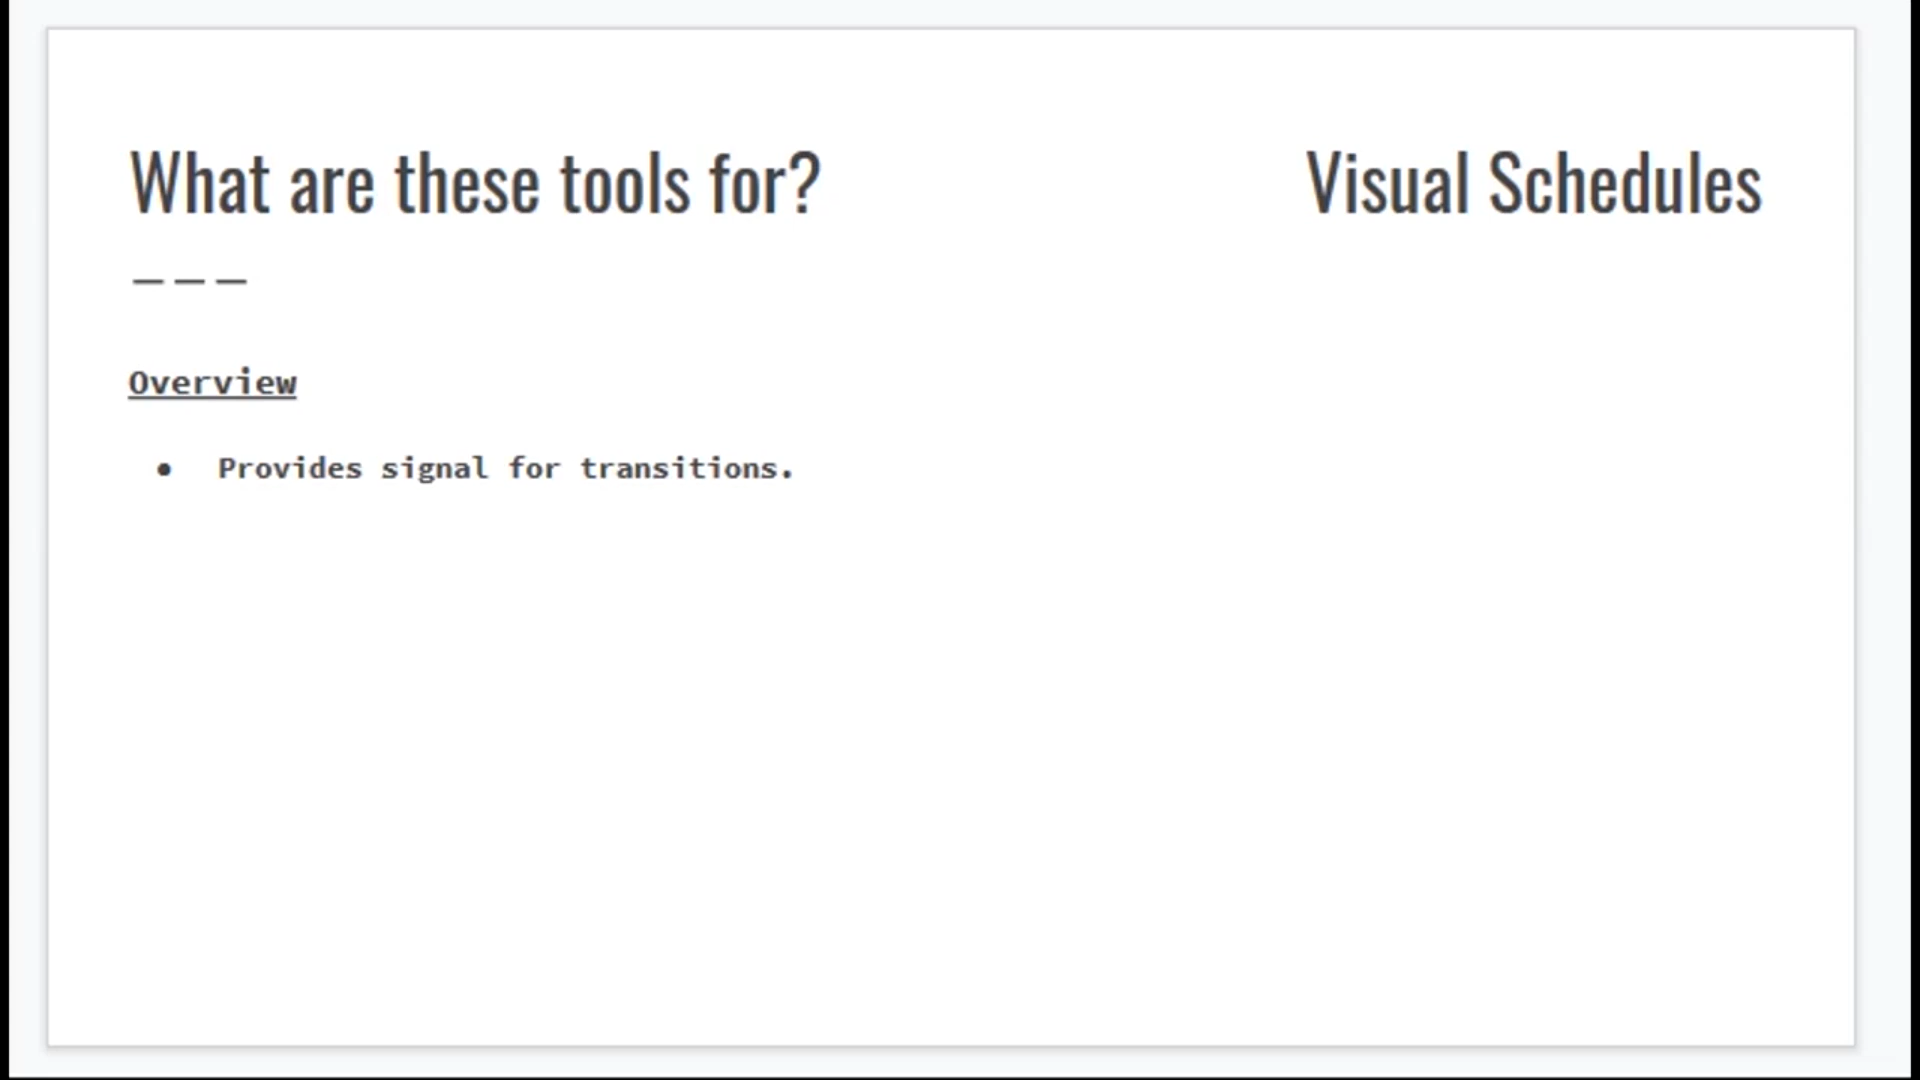 What are these tools for?
Visual Schedules
———
Overview
● Provides signal for transitions.